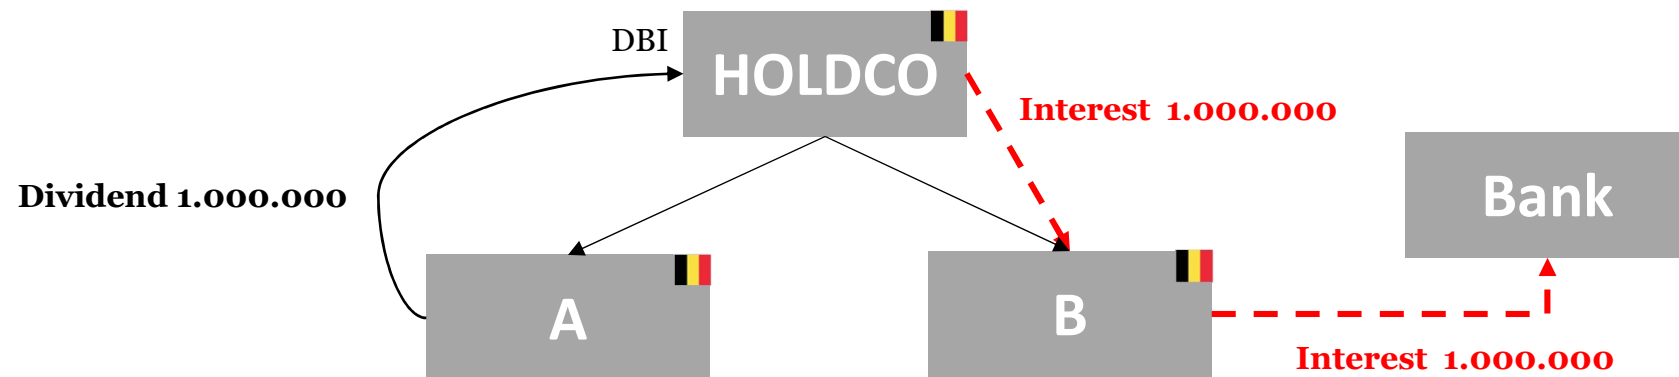 DBI
HOLDCO
Interest 1.000.000
Dividend 1.000.000
Bank
A
B
Interest 1.000.000